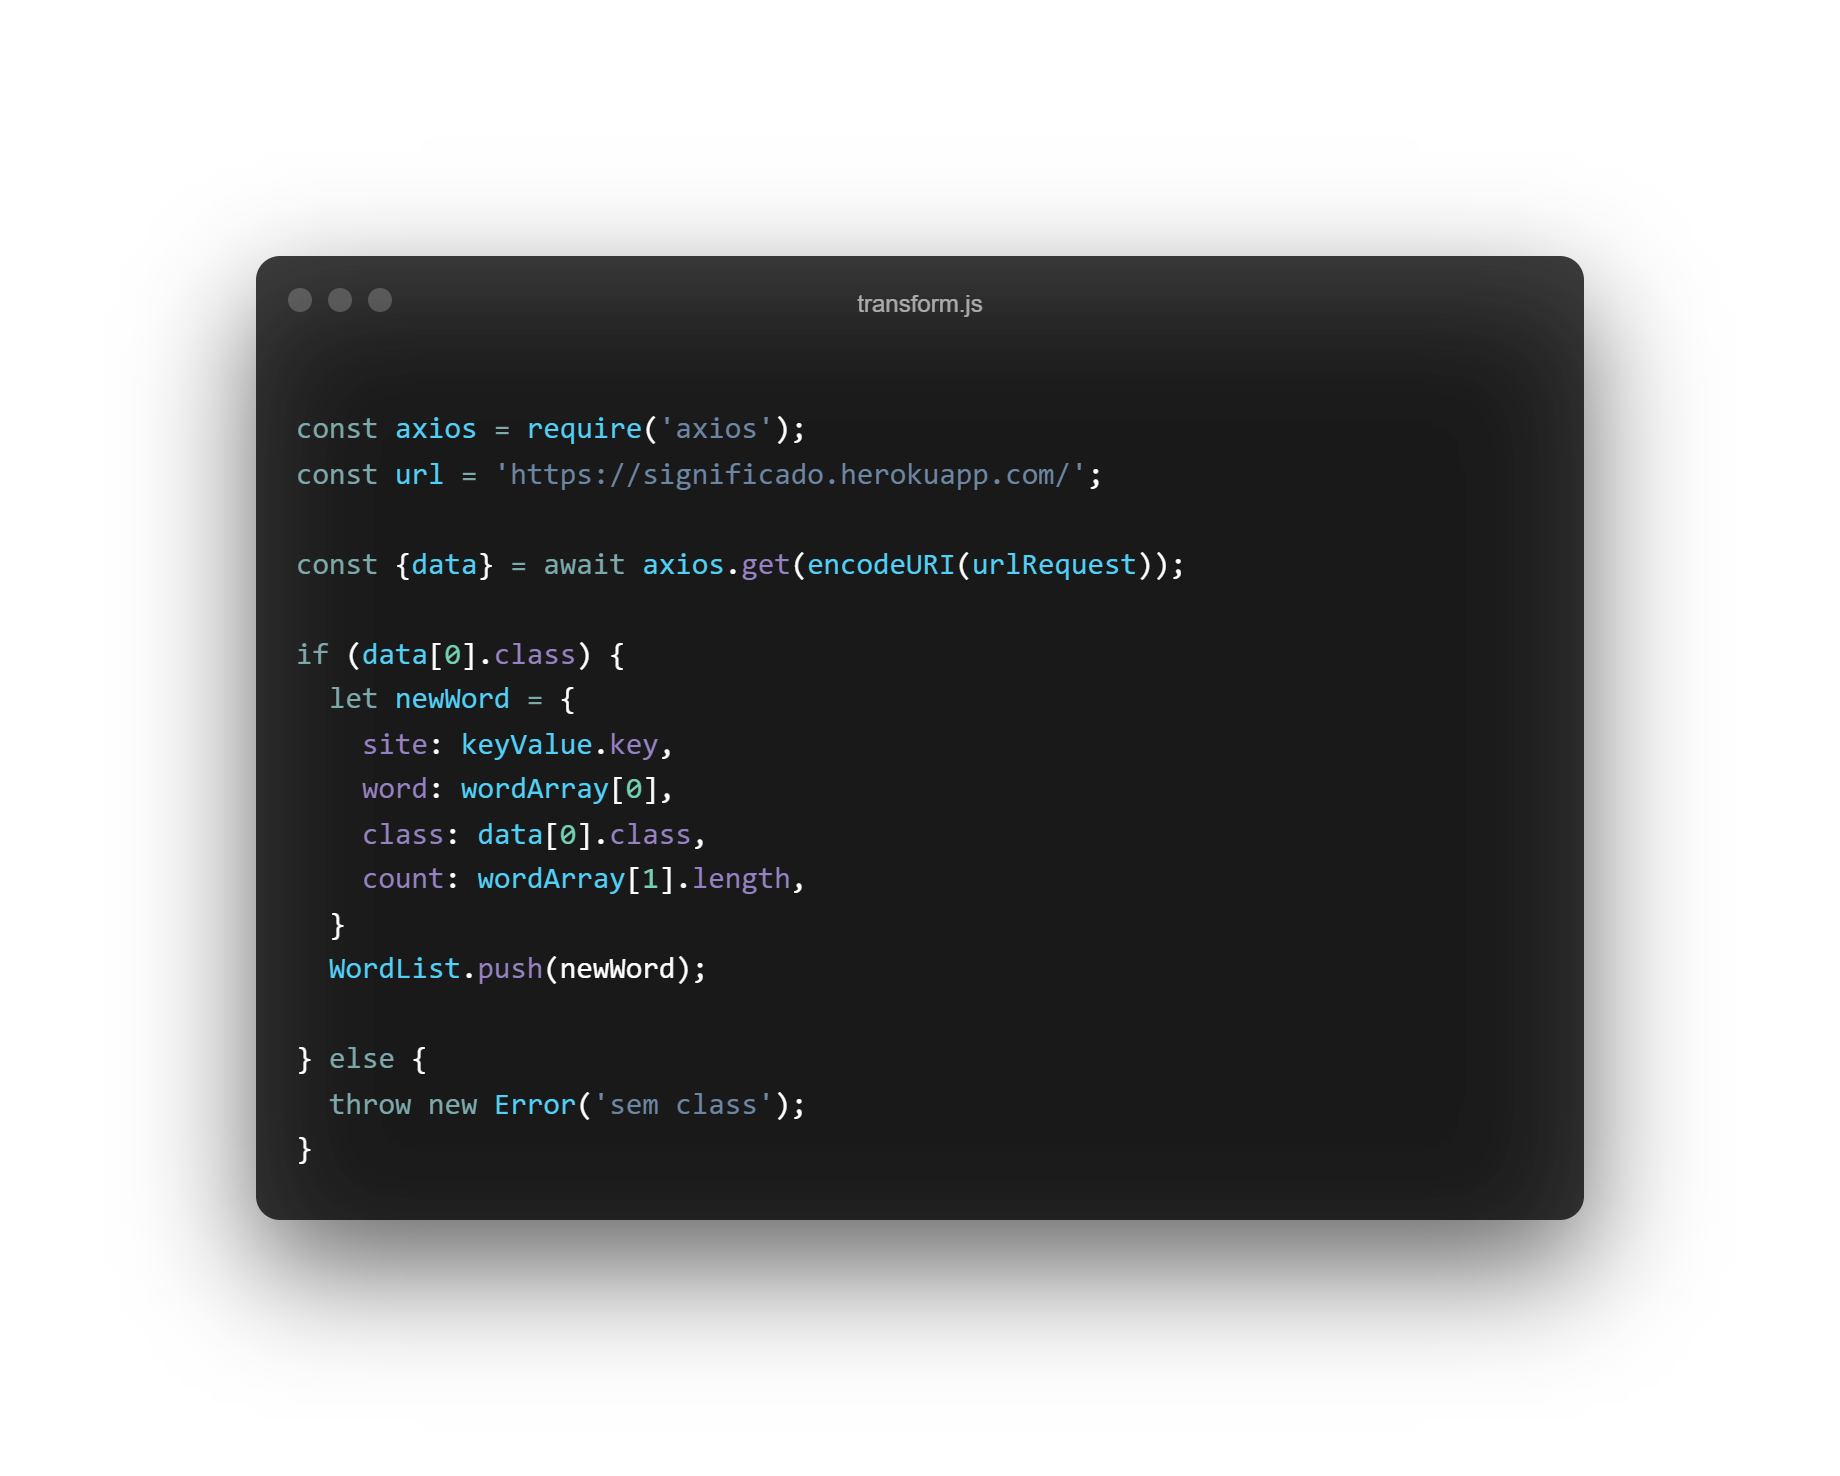 transform.js
const axios = require('axios');
const url = 'https://significado.herokuapp.com/';
const {data} = await axios.get(encodeURI(urlRequest));
if (data[0].class) {
  let newWord = {
    site: keyValue.key,
    word: wordArray[0],
    class: data[0].class,
    count: wordArray[1].length,
  }
  WordList.push(newWord);
} else {
  throw new Error('sem class');
}